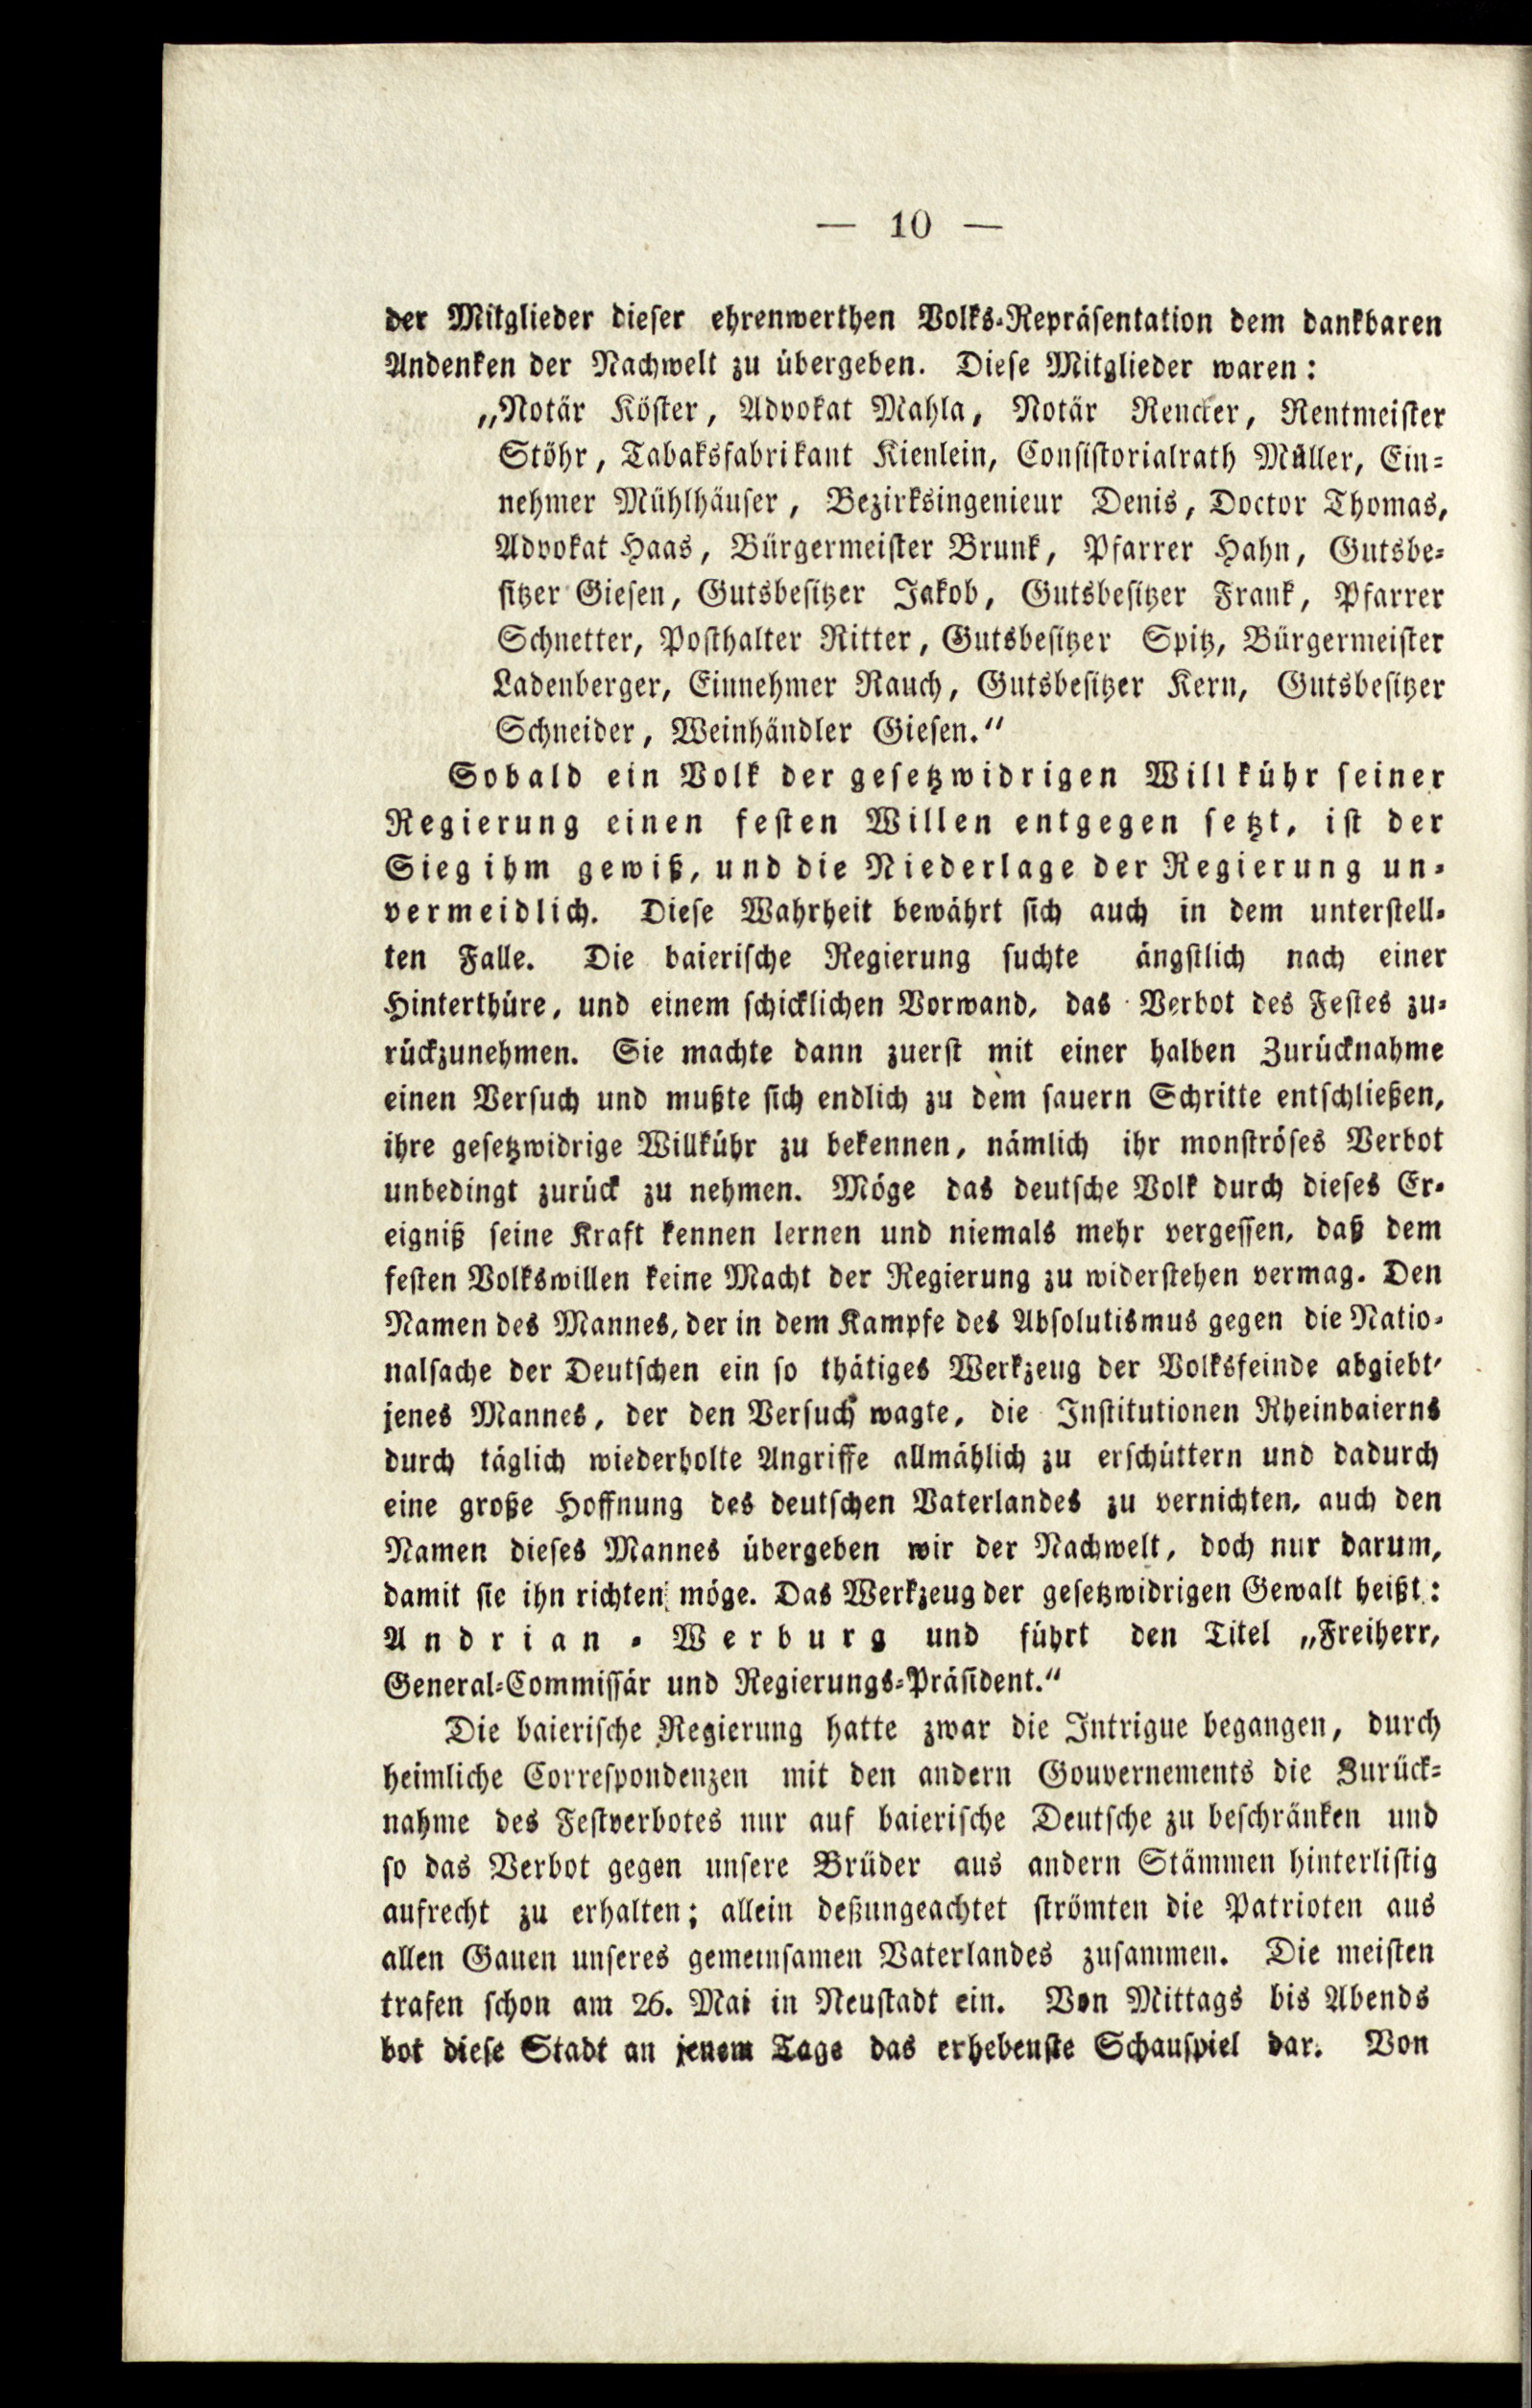 — 10 —
der Mitglieder dieser ehrenwerthen Volks-Repräsentation dem dankbaren
Andenken der Nachwelt zu übergeben. Diese Mitglieder waren:
„Notär Köster, Advokat Mahla, Notär Rencker, Rentmeister
Stöhr, Tabaksfabrikant Kienlein, Consistorialrath Müller, Ein-
nehmer Mühlhäuser, Bezirksingenieur Denis, Doctor Thomas,
Advokat Haas, Bürgermeister Brunk, Pfarrer Hahn, Gutsbe-
sitzer Giesen, Gutsbesitzer Jakob, Gutsbesitzer Frank, Pfarrer
Schnetter, Posthalter Ritter, Gutsbesitzer Spitz, Bürgermeister
Ladenberger, Einnehmer Rauch, Gutsbesitzer Kern, Gutsbesitzer
Schneider, Weinhändler Giesen."
Sobald ein Volk der gesetzwidrigen Willkühr seiner
Regierung einen festen Willen entgegen setzt, ist der
Sieg ihm gewiß, und die Niederlage der Regierung un-
vermeidlich. Diese Wahrheit bewährt sich auch in dem unterstell-
ten Falle. Die baierische Regierung suchte ängstlich nach einer
Hinterthüre, und einem schicklichen Vorwand, das Verbot des Festes zu-
rückzunehmen. Sie machte dann zuerst mit einer halben Zurücknahme
einen Versuch und mußte sich endlich zu dem sauern Schritte entschließen,
ihre gesetzwidrige Willkühr zu bekennen, nämlich ihr monströses Verbot
unbedingt zurück zu nehmen. Möge das deutsche Volk durch dieses Er-
eigniß seine Kraft kennen lernen und niemals mehr vergessen, daß dem
festen Volkswillen keine Macht der Regierung zu widerstehen vermag. Den
Namen des Mannes, der in dem Kampfe des Absolutismus gegen die Natio-
nalsache der Deutschen ein so thätiges Werkzeug der Volksfeinde abgiebt,
jenes Mannes, der den Versuch wagte, die Institutionen Rheinbaierns
durch täglich wiederholte Angriffe allmählich zu erschüttern und dadurch
eine große Hoffnung des deutschen Vaterlandes zu vernichten, auch den
Namen dieses Mannes übergeben wir der Nachwelt, doch nur darum,
damit sie ihn richten möge. Das Werkzeug der gesetzwidrigen Gewalt heißt:
Andrian-Werburg und führt den Titel „Freiherr,
General-Commissär und Regierungs-Präsident."
Die baierische Regierung hatte zwar die Intrigue begangen, durch
heimliche Correspondenzen mit den andern Gouvernements die Zurück-
nahme des Festverbotes nur auf baierische Deutsche zu beschränken und
so das Verbot gegen unsere Brüder aus andern Stämmen hinterlistig
aufrecht zu erhalten; allein deßungeachtet strömten die Patrioten aus
allen Gauen unseres gemeinsamen Vaterlandes zusammen. Die meisten
trafen schon am 26. Mai in Neustadt ein. Von Mittags bis Abends
bot diese Stadt an jenem Tage das erhebenste Schauspiel dar. Von